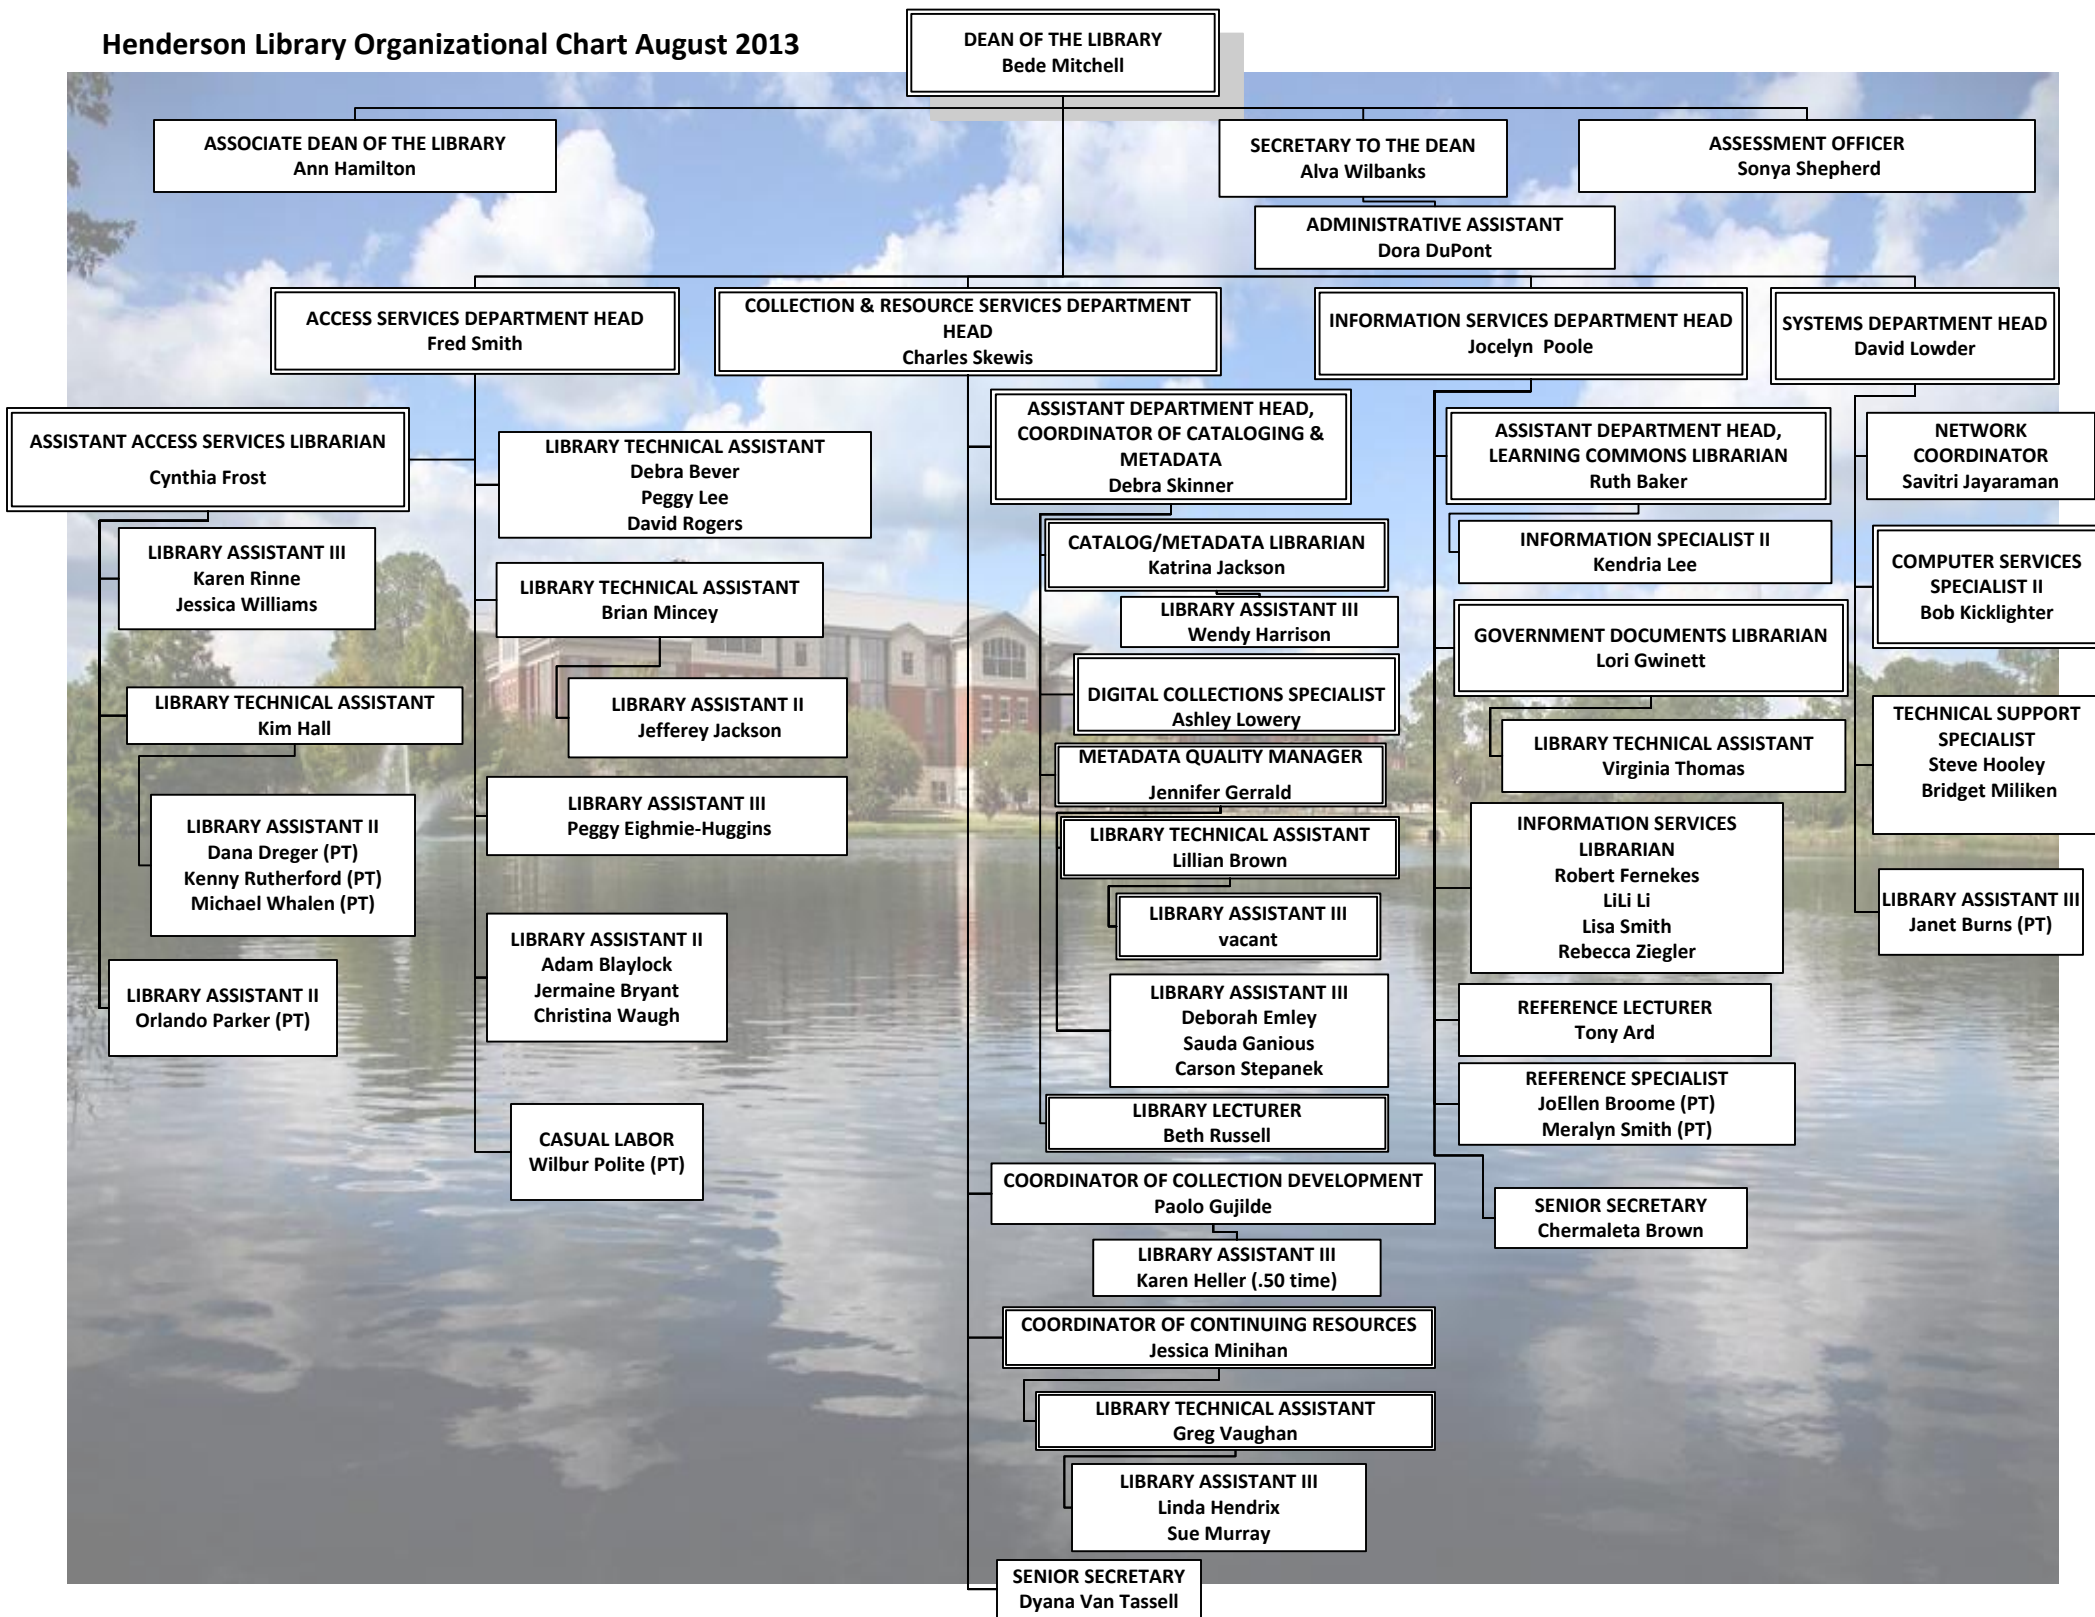 Henderson Library Organizational Chart August 2013
DEAN OF THE LIBRARY
Bede Mitchell
ASSOCIATE DEAN OF THE LIBRARY
Ann Hamilton
SECRETARY TO THE DEAN
Alva Wilbanks
ASSESSMENT OFFICER
Sonya Shepherd
ADMINISTRATIVE ASSISTANT
Dora DuPont
ACCESS SERVICES DEPARTMENT HEAD
Fred Smith
COLLECTION & RESOURCE SERVICES DEPARTMENT
HEAD
Charles Skewis
INFORMATION SERVICES DEPARTMENT HEAD
Jocelyn Poole
SYSTEMS DEPARTMENT HEAD
David Lowder
ASSISTANT ACCESS SERVICES LIBRARIAN
Cynthia Frost
LIBRARY ASSISTANT III
Karen Rinne
Jessica Williams
LIBRARY TECHNICAL ASSISTANT
Kim Hall
LIBRARY ASSISTANT II
Dana Dreger (PT)
Kenny Rutherford (PT)
Michael Whalen (PT)
LIBRARY ASSISTANT II
Orlando Parker (PT)
LIBRARY TECHNICAL ASSISTANT
Debra Bever
Peggy Lee
David Rogers
LIBRARY TECHNICAL ASSISTANT
Brian Mincey
LIBRARY ASSISTANT II
Jefferey Jackson
LIBRARY ASSISTANT III
Peggy Eighmie-Huggins
LIBRARY ASSISTANT II
Adam Blaylock
Jermaine Bryant
Christina Waugh
CASUAL LABOR
Wilbur Polite (PT)
ASSISTANT DEPARTMENT HEAD,
COORDINATOR OF CATALOGING &
METADATA
Debra Skinner
CATALOG/METADATA LIBRARIAN
Katrina Jackson
LIBRARY ASSISTANT III
Wendy Harrison
DIGITAL COLLECTIONS SPECIALIST
Ashley Lowery
METADATA QUALITY MANAGER
Jennifer Gerrald
LIBRARY TECHNICAL ASSISTANT
Lillian Brown
LIBRARY ASSISTANT III
vacant
LIBRARY ASSISTANT III
Deborah Emley
Sauda Ganious
Carson Stepanek
LIBRARY LECTURER
Beth Russell
COORDINATOR OF COLLECTION DEVELOPMENT
Paolo Gujilde
LIBRARY ASSISTANT III
Karen Heller (.50 time)
COORDINATOR OF CONTINUING RESOURCES
Jessica Minihan
LIBRARY TECHNICAL ASSISTANT
Greg Vaughan
LIBRARY ASSISTANT III
Linda Hendrix
Sue Murray
SENIOR SECRETARY
Dyana Van Tassell
ASSISTANT DEPARTMENT HEAD,
LEARNING COMMONS LIBRARIAN
Ruth Baker
INFORMATION SPECIALIST II
Kendria Lee
GOVERNMENT DOCUMENTS LIBRARIAN
Lori Gwinett
LIBRARY TECHNICAL ASSISTANT
Virginia Thomas
INFORMATION SERVICES
LIBRARIAN
Robert Fernekes
LiLi Li
Lisa Smith
Rebecca Ziegler
REFERENCE LECTURER
Tony Ard
REFERENCE SPECIALIST
JoEllen Broome (PT)
Meralyn Smith (PT)
SENIOR SECRETARY
Chermaleta Brown
NETWORK
COORDINATOR
Savitri Jayaraman
COMPUTER SERVICES
SPECIALIST II
Bob Kicklighter
TECHNICAL SUPPORT
SPECIALIST
Steve Hooley
Bridget Miliken
LIBRARY ASSISTANT III
Janet Burns (PT)